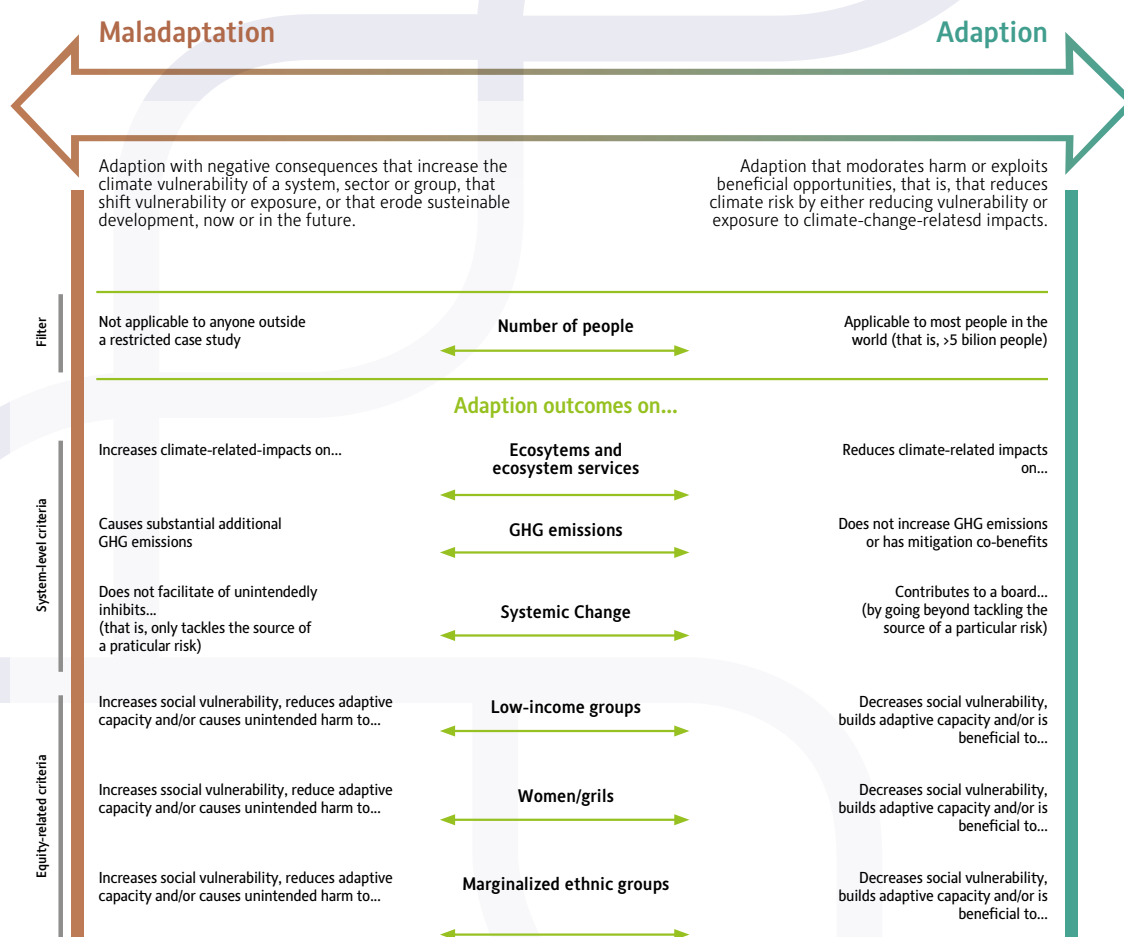 Maladaptation
Adaption
Adaption with negative consequences that increase the
climate vulnerability of a system, sector or group, that
shift vulnerability or exposure, or that erode susteinable
development, now or in the future.
Adaption that modorates harm or exploits
beneficial opportunities, that is, that reduces
climate risk by either reducing vulnerability or
exposure to climate-change-relatesd impacts.
Filter
Not applicable to anyone outside
a restricted case study
Number of people
Applicable to most people in the
world (that is, >5 bilion people)
Adaption outcomes on...
System-level criteria
Increases climate-related-impacts on...
Ecosytems and
ecosystem services
Reduces climate-related impacts
on...
Causes substantial additional
GHG emissions
GHG emissions
Does not increase GHG emissions
or has mitigation co-benefits
Does not facilitate of unintendedly
inhibits...
(that is, only tackles the source of
a praticular risk)
Systemic Change
Contributes to a board...
(by going beyond tackling the
source of a particular risk)
Equity-related criteria
Increases social vulnerability, reduces adaptive
capacity and/or causes unintended harm to...
Low-income groups
Decreases social vulnerability,
builds adaptive capacity and/or is
beneficial to...
Increases ssocial vulnerability, reduce adaptive
capacity and/or causes unintended harm to...
Women/grils
Decreases social vulnerability,
builds adaptive capacity and/or is
beneficial to...
Increases social vulnerability, reduces adaptive
capacity and/or causes unintended harm to...
Marginalized ethnic groups
Decreases social vulnerability,
builds adaptive capacity and/or is
beneficial to...